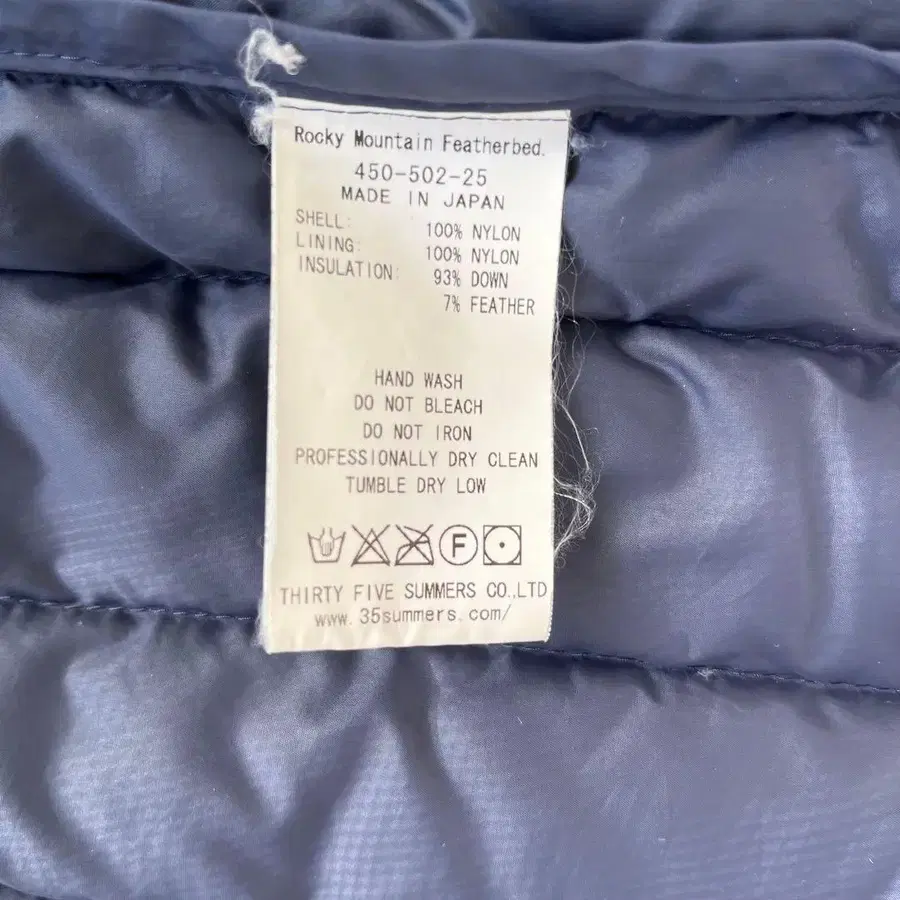 Rocky Mountain Featherbed.
450-502-25
MADE IN JAPAN
SHELL: 100% NYLON
LINING: 100% NYLON
INSULATION: 93% DOWN
7% FEATHER
HAND WASH
DO NOT BLEACH
DO NOT IRON
PROFESSIONALLY DRY CLEAN
TUMBLE DRY LOW
F
THIRTY FIVE SUMMERS CO.,LTD
www.35summers.com/